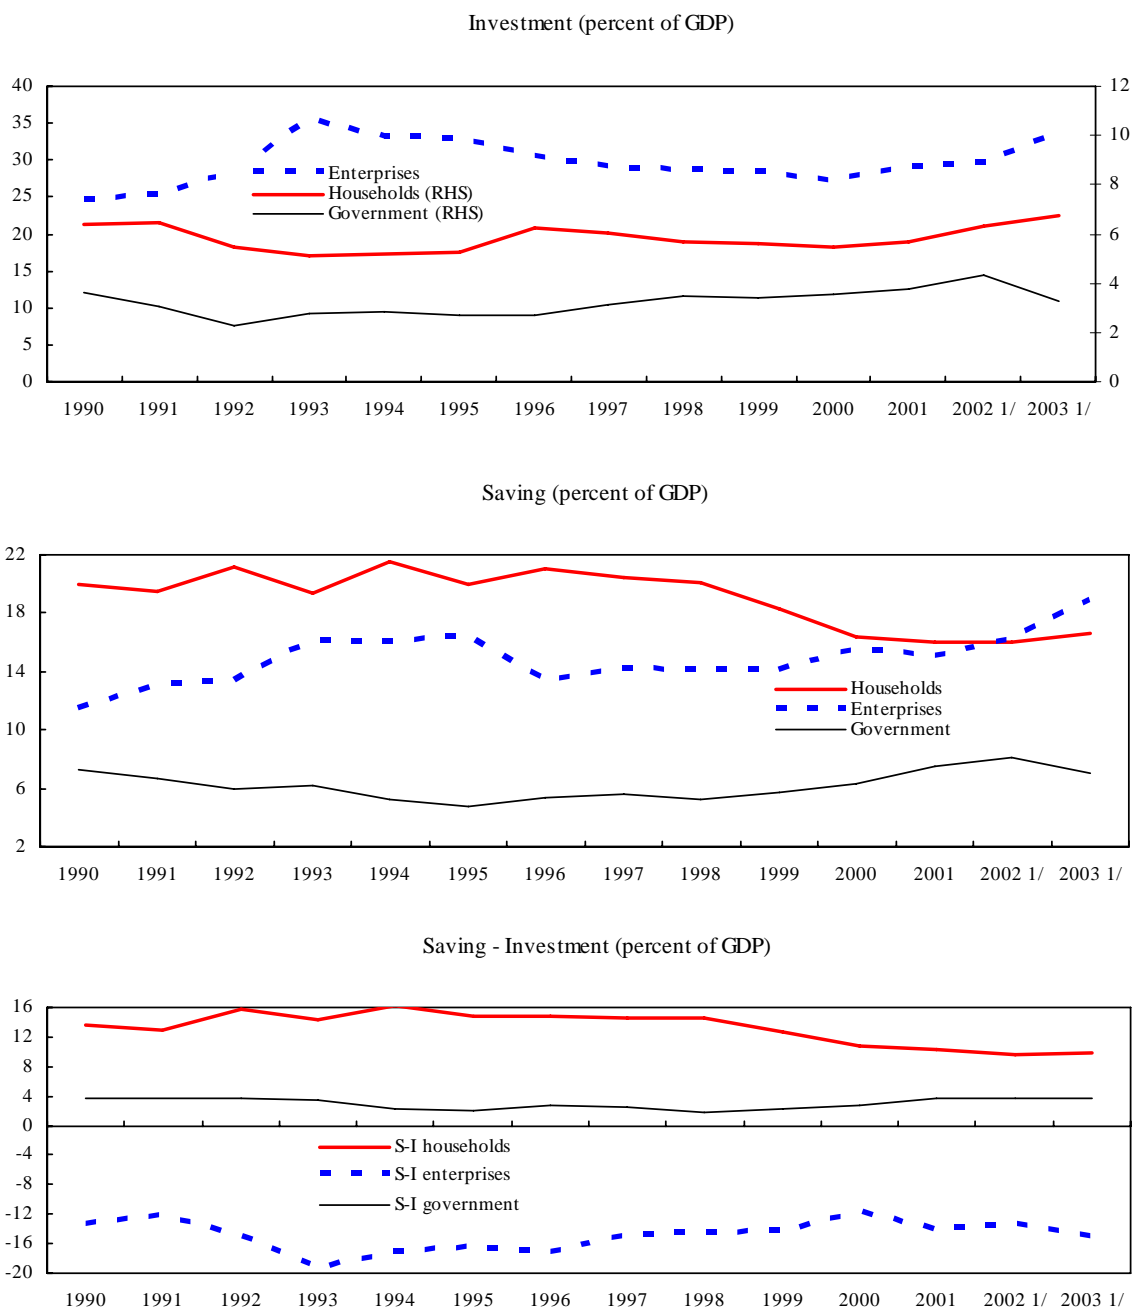 Investment (percent of GDP)
40 12
35 10
30 8
25
20 6
15 4
10
5 2
0 0
Enterprises
Households (RHS)
Government (RHS)
1990 1991 1992 1993 1994 1995 1996 1997 1998 1999 2000 2001 2002 1/ 2003 1/
Saving (percent of GDP)
22
18
14
10
6
2
Households
Enterprises
Government
1990 1991 1992 1993 1994 1995 1996 1997 1998 1999 2000 2001 2002 1/ 2003 1/
Saving - Investment (percent of GDP)
16
12
8
4
0
-4
-8
-12
-16
-20
S-I households
S-I enterprises
S-I government
1990 1991 1992 1993 1994 1995 1996 1997 1998 1999 2000 2001 2002 1/ 2003 1/